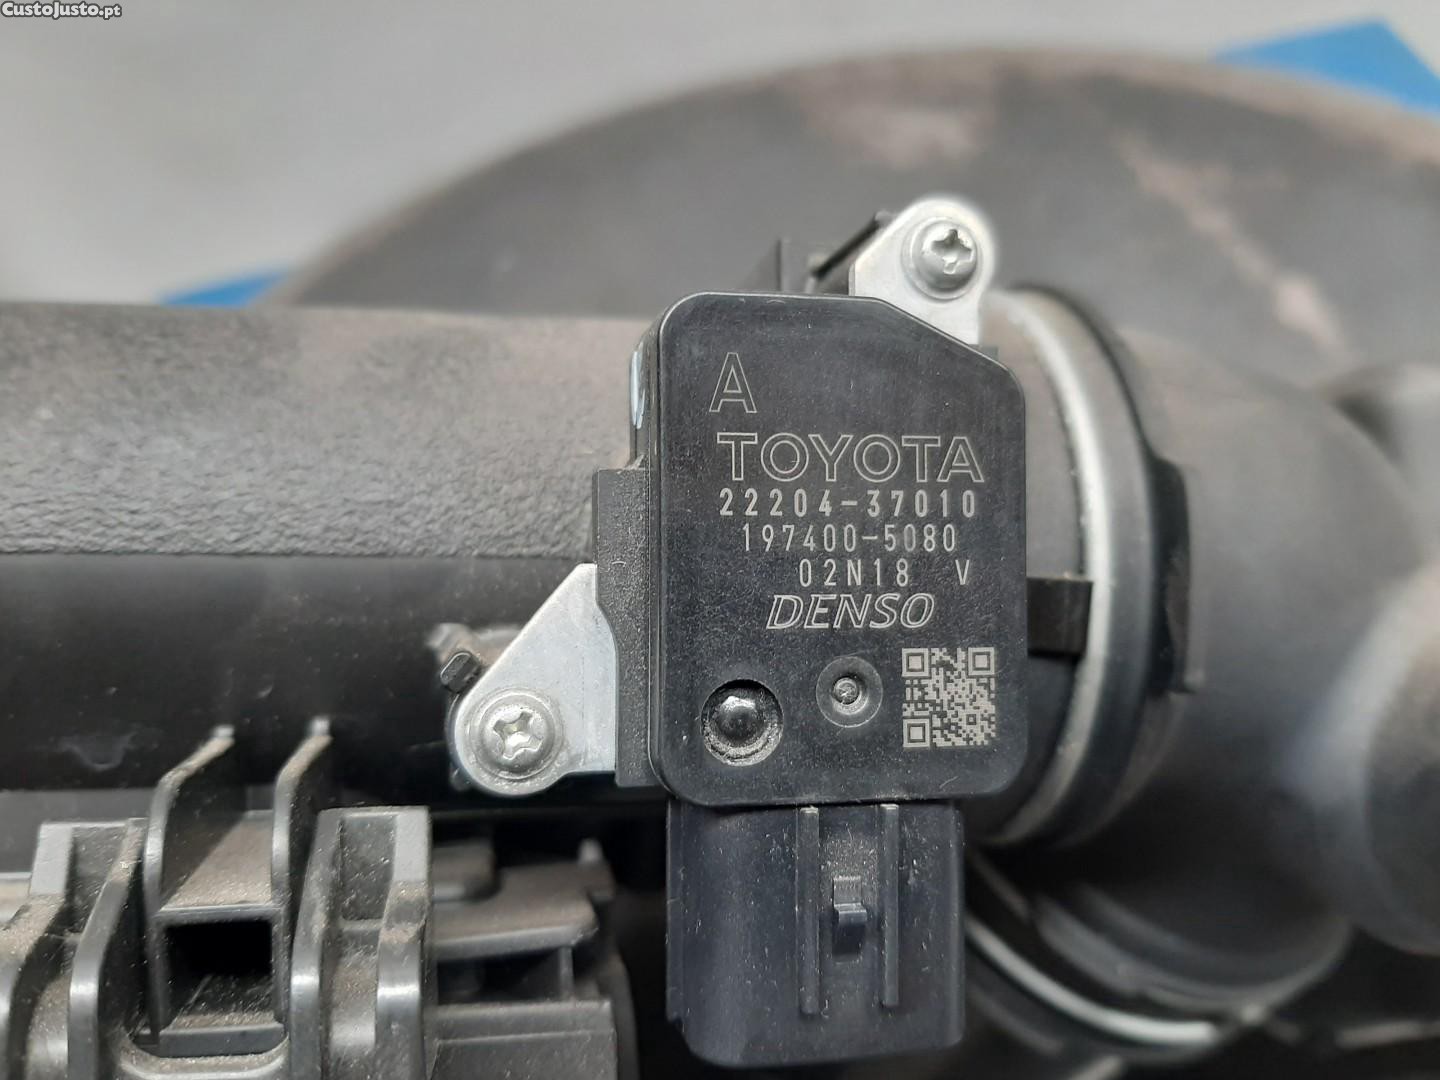 CustoJusto.pt
A
TOYOTA
22204-37010
197400-5080
02N18 V
DENSO